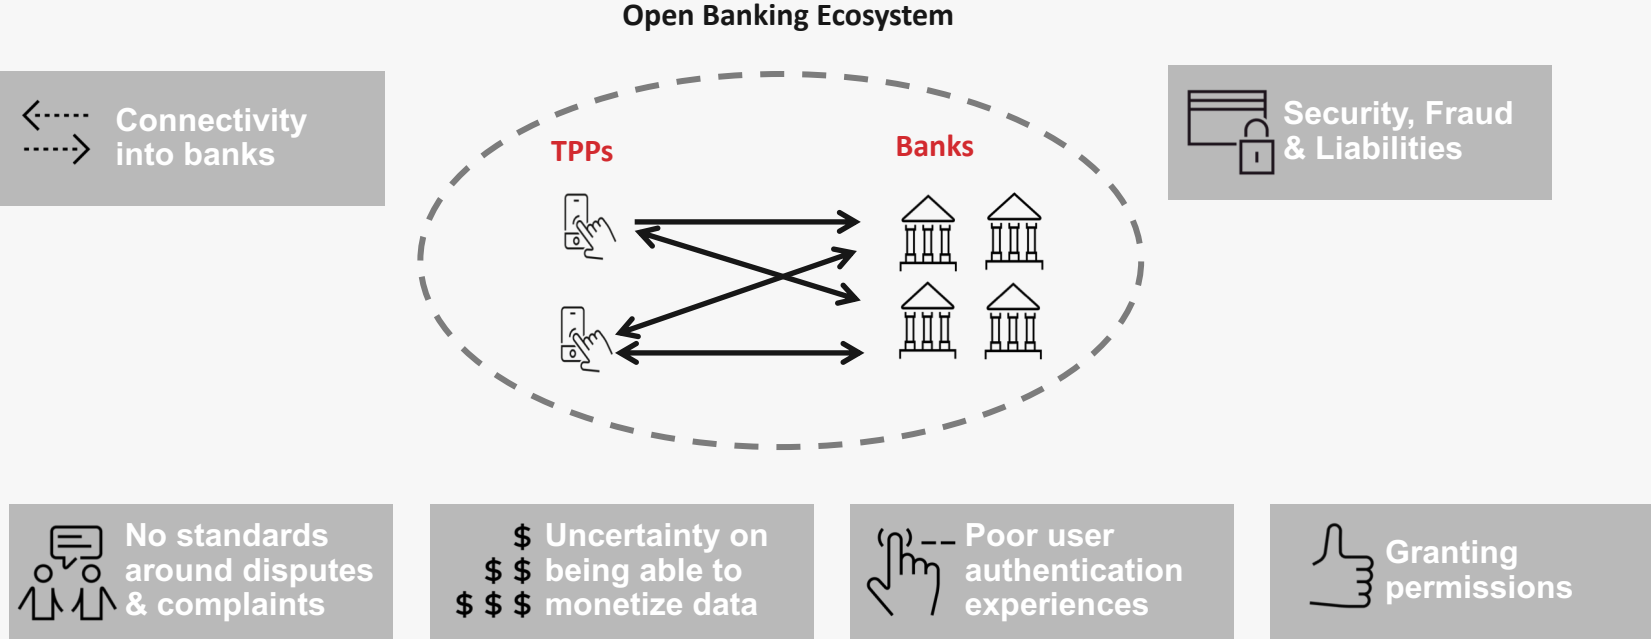 Open Banking Ecosystem
Connectivity
into banks
TPPs
Banks
Security, Fraud
& Liabilities
No standards
around disputes
& complaints
$
$ $
$ $ $
Uncertainty on
being able to
monetize data
Poor user
authentication
experiences
Granting
permissions